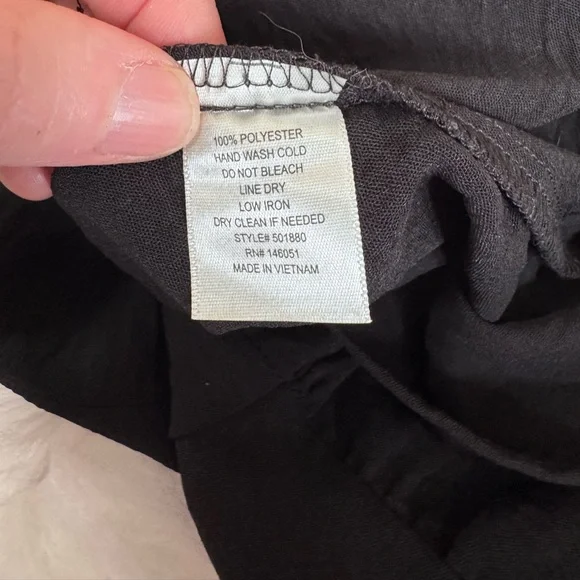 100% POLYESTER
HAND WASH COLD
DO NOT BLEACH
LINE DRY
LOW IRON
DRY CLEAN IF NEEDED
STYLE# 501880
RN# 146051
MADE IN VIETNAM